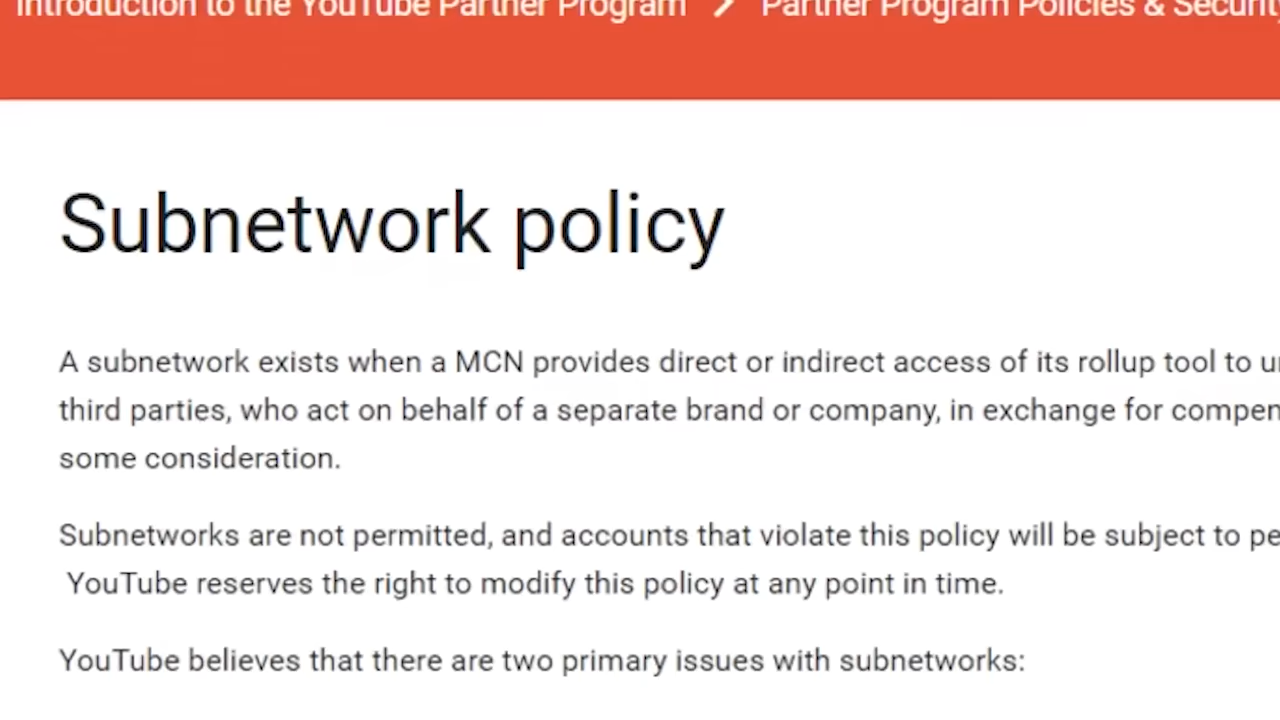 Introduction to the YouTube Partner Program > Partner Program Policies & Security
Subnetwork policy
A subnetwork exists when a MCN provides direct or indirect access of its rollup tool to
third parties, who act on behalf of a separate brand or company, in exchange for
some consideration.
Subnetworks are not permitted, and accounts that violate this policy will be subject to
YouTube reserves the right to modify this policy at any point in time.
YouTube believes that there are two primary issues with subnetworks: